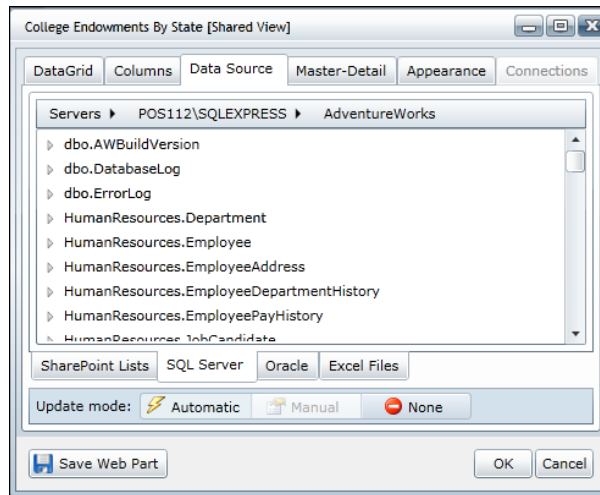 College Endowments By State [Shared View]
DataGrid Columns Data Source Master-Detail Appearance Connections
Servers POS112\SQLEXPRESS AdventureWorks
dbo.AWBuildVersion
dbo.DatabaseLog
dbo.ErrorLog
HumanResources.Department
HumanResources.Employee
HumanResources.EmployeeAddress
HumanResources.EmployeeDepartmentHistory
HumanResources.EmployeePayHistory
HumanResources.JobCandidate
SharePoint Lists SQL Server Oracle Excel Files
Update mode: Automatic Manual None
Save Web Part OK Cancel